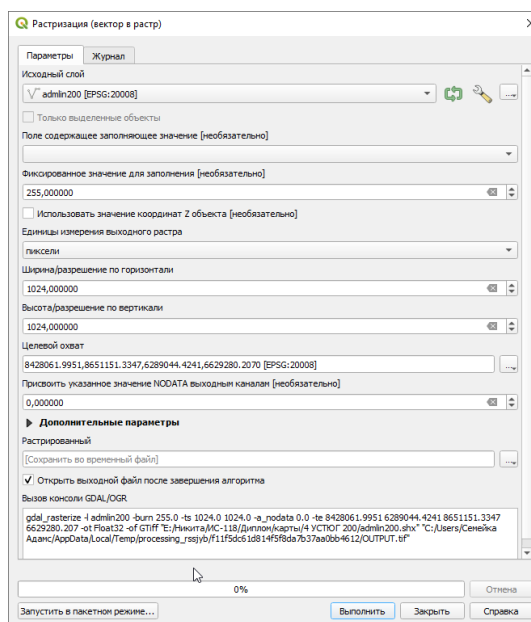 Растризация (вектор в растр)
Параметры
Журнал
Исходный слой
admlin200 [EPSG:20008]
Только выделенные объекты
Поле содержащее заполняющее значение [необязательно]
Фиксированное значение для заполнения [необязательно]
255,000000
Использовать значение координат Z объекта [необязательно]
Единицы измерения выходного растра
пиксели
Ширина/разрешение по горизонтали
1024,000000
Высота/разрешение по вертикали
1024,000000
Целевой охват
8428061.9951,8651151.3347,6289044.4241,6629280.2070 [EPSG:20008]
Присвоить указанное значение NODATA выходным каналам [необязательно]
0,000000
Дополнительные параметры
Растрированный
[Сохранить во временный файл]
Открыть выходной файл после завершения алгоритма
Вызов консоли GDAL/OGR
gdal_rasterize -l admlin200 -burn 255.0 -ts 1024.0 1024.0 -a_nodata 0.0 -te 8428061.9951 6289044.4241 8651151.3347
6629280.207 -ot Float32 -of GTiff "E:/Никита/ИС-118/Диплом/карты/4 УСТЮГ 200/admlin200.shx" "C:/Users/Семейка
Адамс/AppData/Local/Temp/processing_rssjyb/f11f5dc61d814f5f8da7b37aa0bb4612/OUTPUT.tif"
0%
Отмена
Запустить в пакетном режиме...
Выполнить
Закрыть
Справка